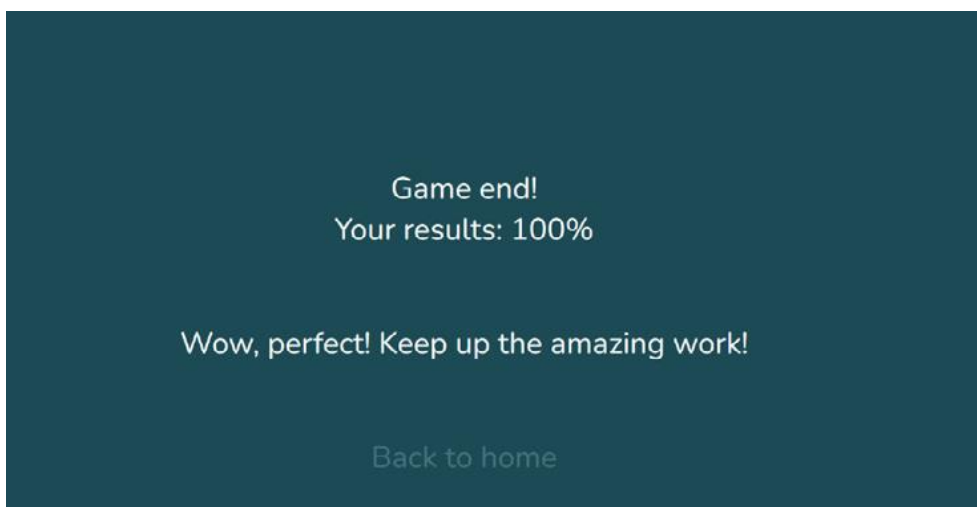 Game end!
Your results: 100%
Wow, perfect! Keep up the amazing work!
Back to home